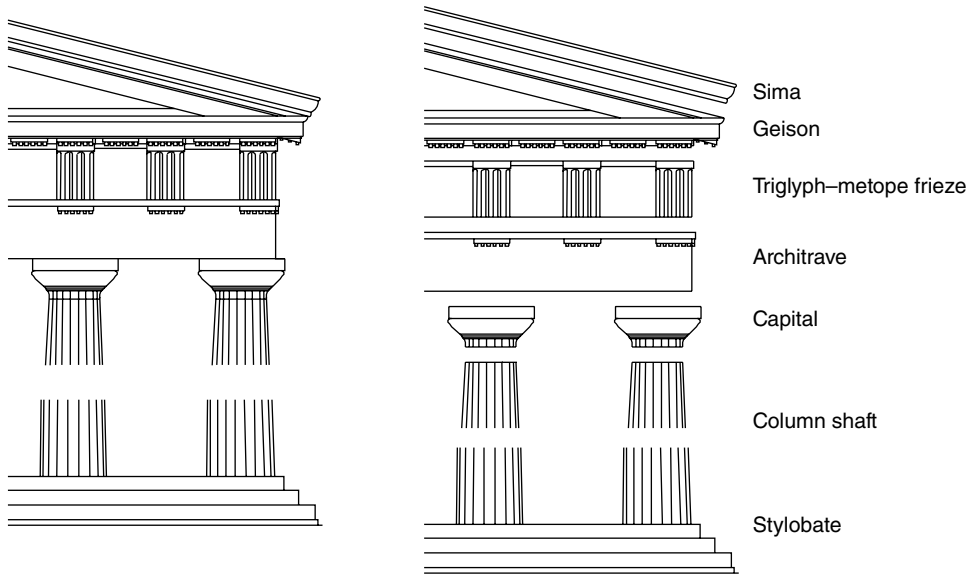 Sima
Geison
Triglyph–metope frieze
Architrave
Capital
Column shaft
Stylobate